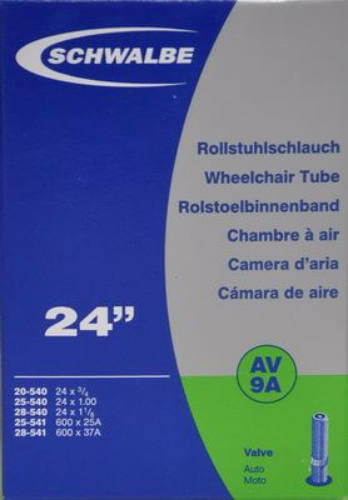 SCHWALBE
Rollstuhlschlauch
Wheelchair Tube
Rolstoelbinnenband
Chambre à air
Camera d'aria
Cámara de aire
24”
AV
9A
20-540 24 x 3/4
25-540 24 x 1.00
28-540 24 x 1 1/8
25-541 600 x 25A
28-541 600 x 37A
Valve
Auto
Moto